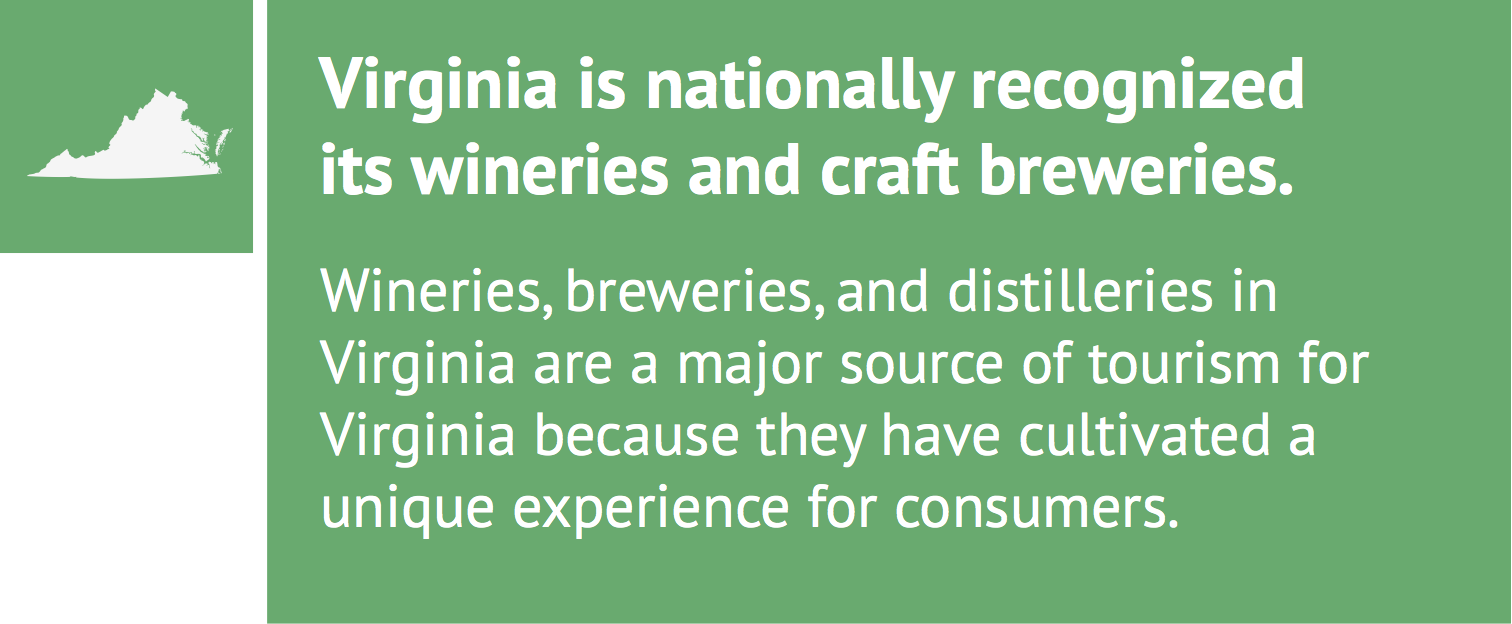 Virginia is nationally recognized
its wineries and craft breweries.
Wineries, breweries, and distilleries in
Virginia are a major source of tourism for
Virginia because they have cultivated a
unique experience for consumers.